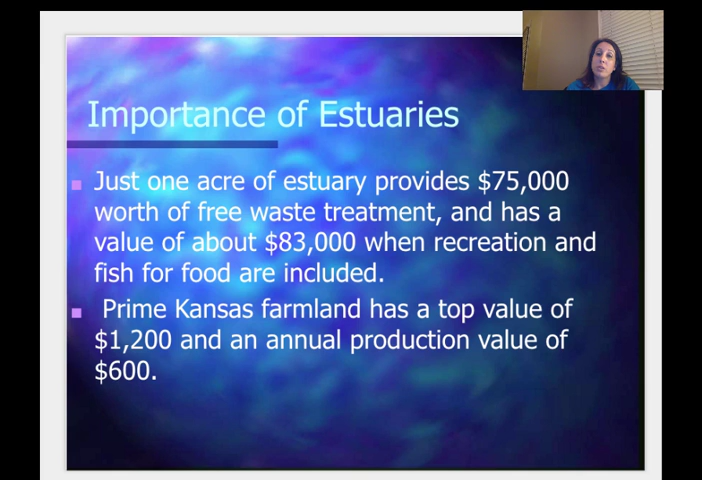 Importance of Estuaries
Just one acre of estuary provides $75,000
worth of free waste treatment, and has a
value of about $83,000 when recreation and
fish for food are included.
Prime Kansas farmland has a top value of
$1,200 and an annual production value of
$600.